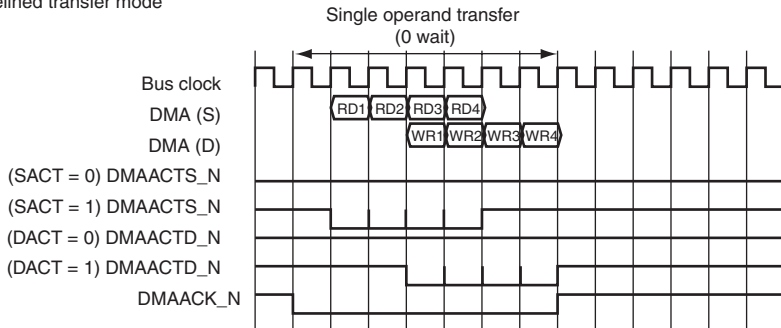 transfer mode
Single operand transfer
(0 wait)
Bus clock
DMA (S)
RD1 RD2 RD3 RD4
DMA (D)
WR1 WR2 WR3 WR4
(SACT = 0) DMAACTS_N
(SACT = 1) DMAACTS_N
(DACT = 0) DMAACTD_N
(DACT = 1) DMAACTD_N
DMAACK_N